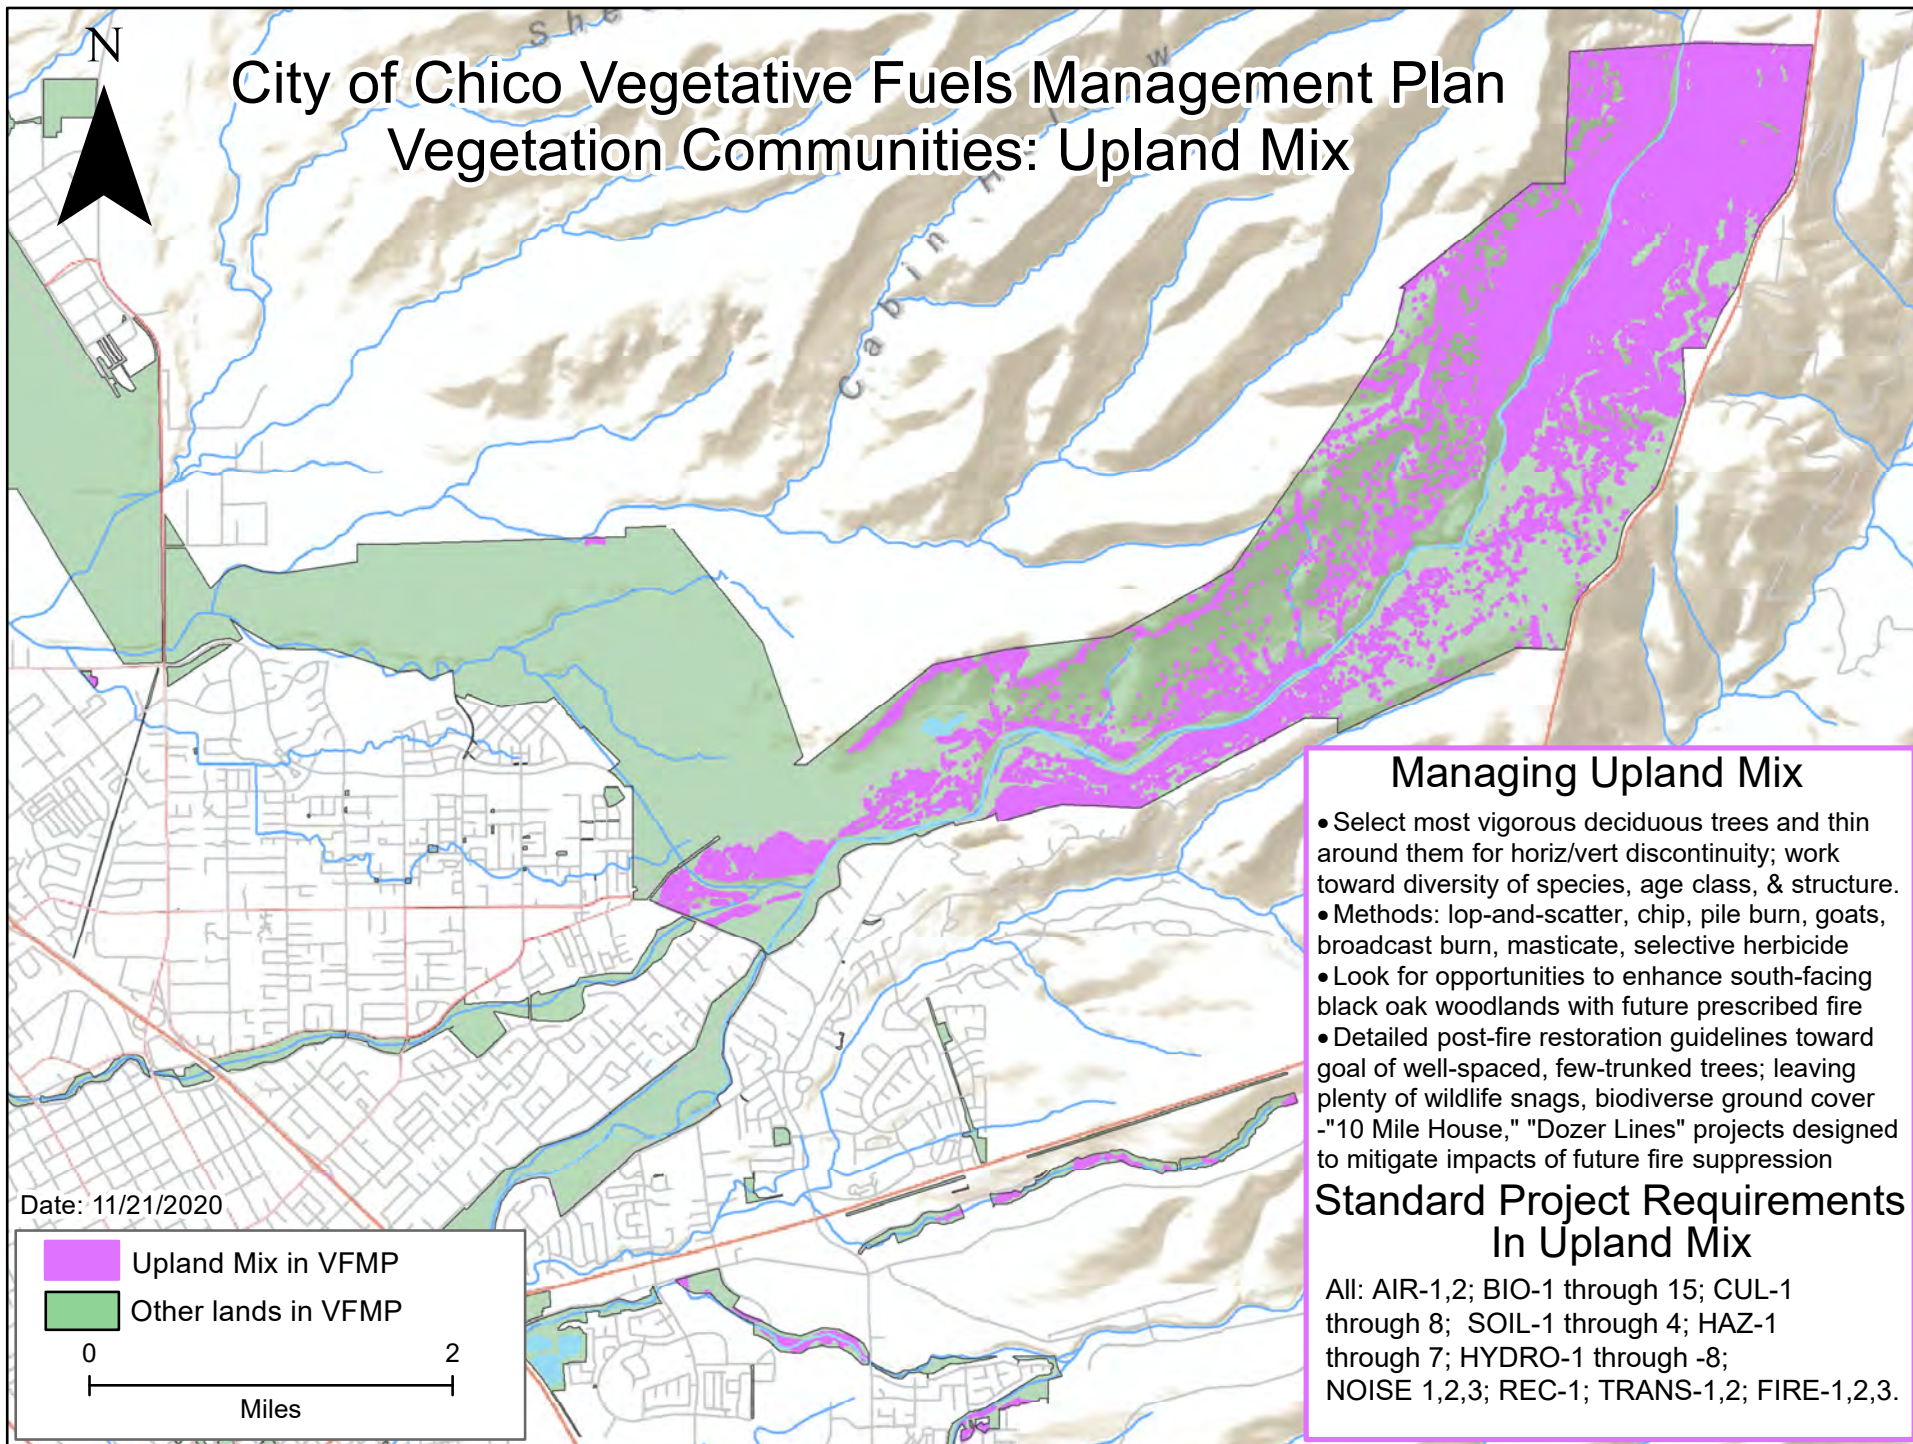 She
N
City of Chico Vegetative Fuels Management Plan
Vegetation Communities: Upland Mix
Cabin
Managing Upland Mix
• Select most vigorous deciduous trees and thin
around them for horiz/vert discontinuity; work
toward diversity of species, age class, & structure.
• Methods: lop-and-scatter, chip, pile burn, goats,
broadcast burn, masticate, selective herbicide
• Look for opportunities to enhance south-facing
black oak woodlands with future prescribed fire
• Detailed post-fire restoration guidelines toward
goal of well-spaced, few-trunked trees; leaving
plenty of wildlife snags, biodiverse ground cover
-"10 Mile House," "Dozer Lines" projects designed
to mitigate impacts of future fire suppression
Standard Project Requirements
In Upland Mix
All: AIR-1,2; BIO-1 through 15; CUL-1
through 8; SOIL-1 through 4; HAZ-1
through 7; HYDRO-1 through -8;
NOISE 1,2,3; REC-1; TRANS-1,2; FIRE-1,2,3.
Date: 11/21/2020
Upland Mix in VFMP
Other lands in VFMP
0 2
Miles